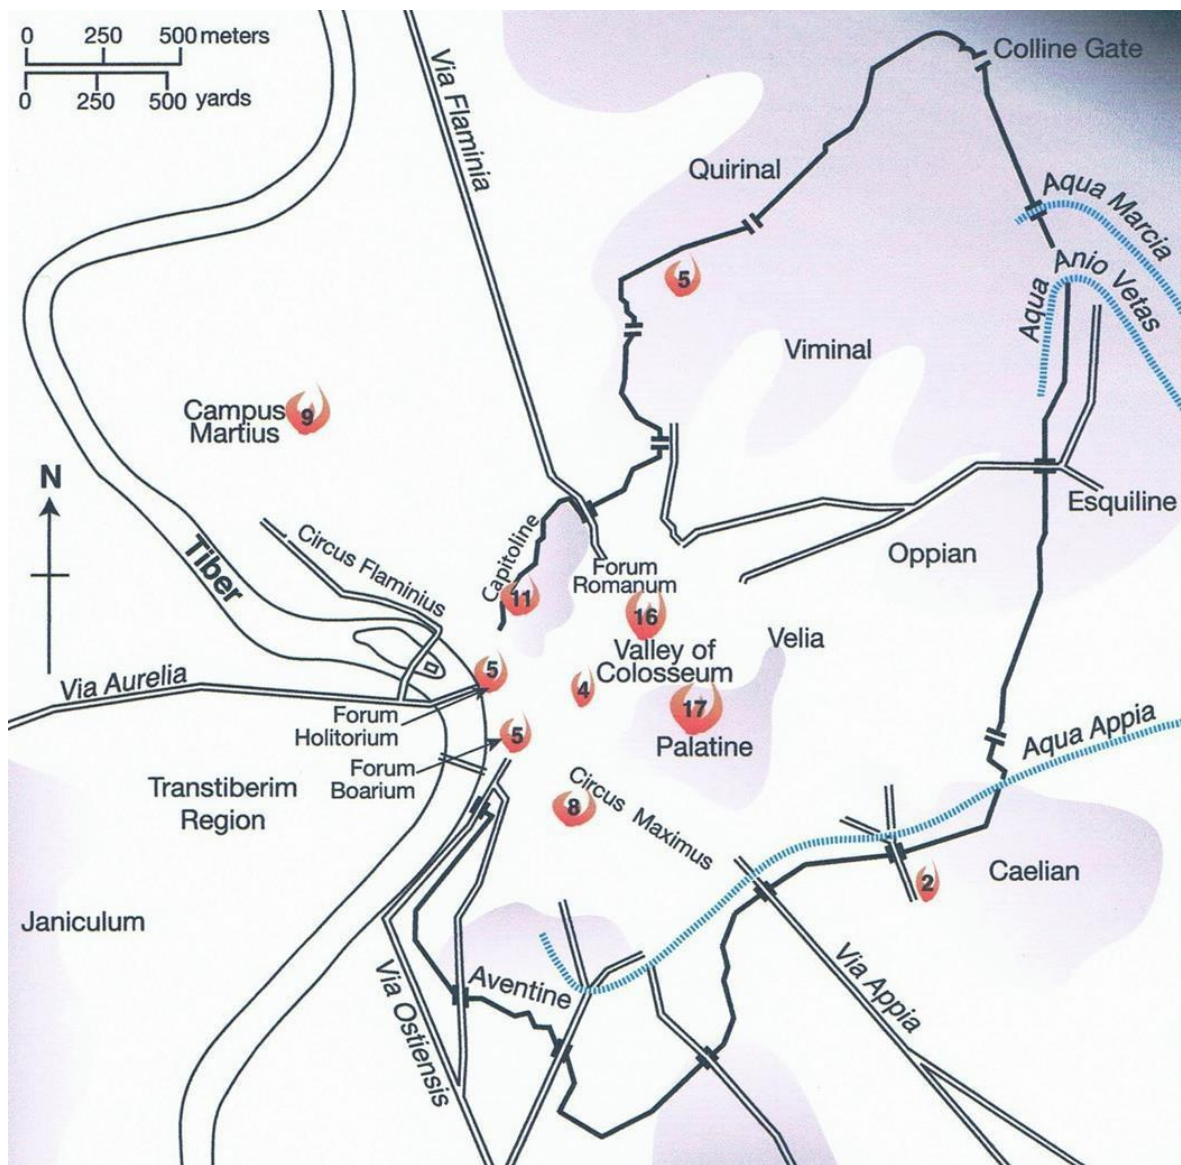 0 250 500 meters
0 250 500 yards
Via Flaminia
Colline Gate
Quirinal
Aqua Marcia
Aqua Anio Vetas
5
Viminal
Campus
Martius
9
N
Esquiline
Circus Flaminius
Capitoline
Tiber
Oppian
Forum
Romanum
11
16
Velia
Valley of
Colosseum
Via Aurelia
5
4
17
Forum
Holitorium
Palatine
5
Aqua Appia
Forum
Boarium
Transtiberim
Region
Circus Maximus
8
Caelian
2
Janiculum
Aventine
Via Ostiensis
Via Appia